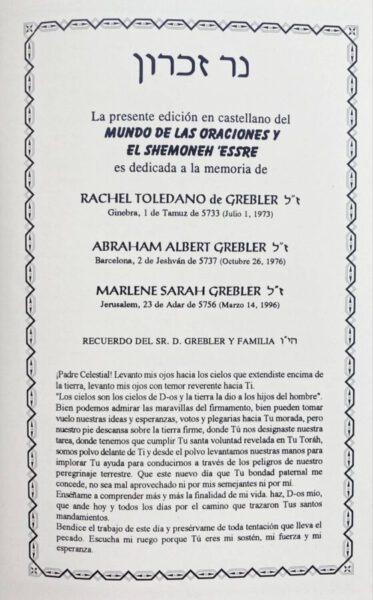 נר זכרון
La presente edición en castellano del
MUNDO DE LAS ORACIONES Y
EL SHEMONEH 'ESSRE
es dedicada a la memoria de
RACHEL TOLEDANO de GREBLER ז"ל
Ginebra, 1 de Tamuz de 5733 (Julio 1, 1973)
ABRAHAM ALBERT GREBLER ז"ל
Barcelona, 2 de Jeshván de 5737 (Octubre 26, 1976)
MARLENE SARAH GREBLER ז"ל
Jerusalem, 23 de Adar de 5756 (Marzo 14, 1996)
RECUERDO DEL SR. D. GREBLER Y FAMILIA הי"ו
¡Padre Celestial! Levanto mis ojos hacia los cielos que extendiste encima de
la tierra, levanto mis ojos con temor reverente hacia Ti.
"Los cielos son los cielos de D-os y la tierra la dio a los hijos del hombre".
Bien podemos admirar las maravillas del firmamento, bien pueden tomar
vuelo nuestras ideas y esperanzas, votos y plegarias hacia Tu morada, pero
nuestro pie descansa sobre la tierra firme, donde Tú nos designaste nuestra
tarea, donde tenemos que cumplir Tu santa voluntad revelada en Tu Toráh,
somos polvo delante de Ti y desde el polvo levantamos nuestras manos para
implorar Tu ayuda para conducirnos a través de los peligros de nuestro
peregrinaje terrestre. Que este nuevo día que Tu bondad paternal me
concede, no sea mal aprovechado ni por mis semejantes ni por mí.
Enséñame a comprender más y más la finalidad de mi vida. haz, D-os mío,
que ande hoy y todos los días por el camino que trazaron Tus santos
mandamientos.
Bendice el trabajo de este día y presérvame de toda tentación que lleva el
pecado. Escucha mi ruego porque Tú eres mi sostén, mi fuerza y mi
esperanza.